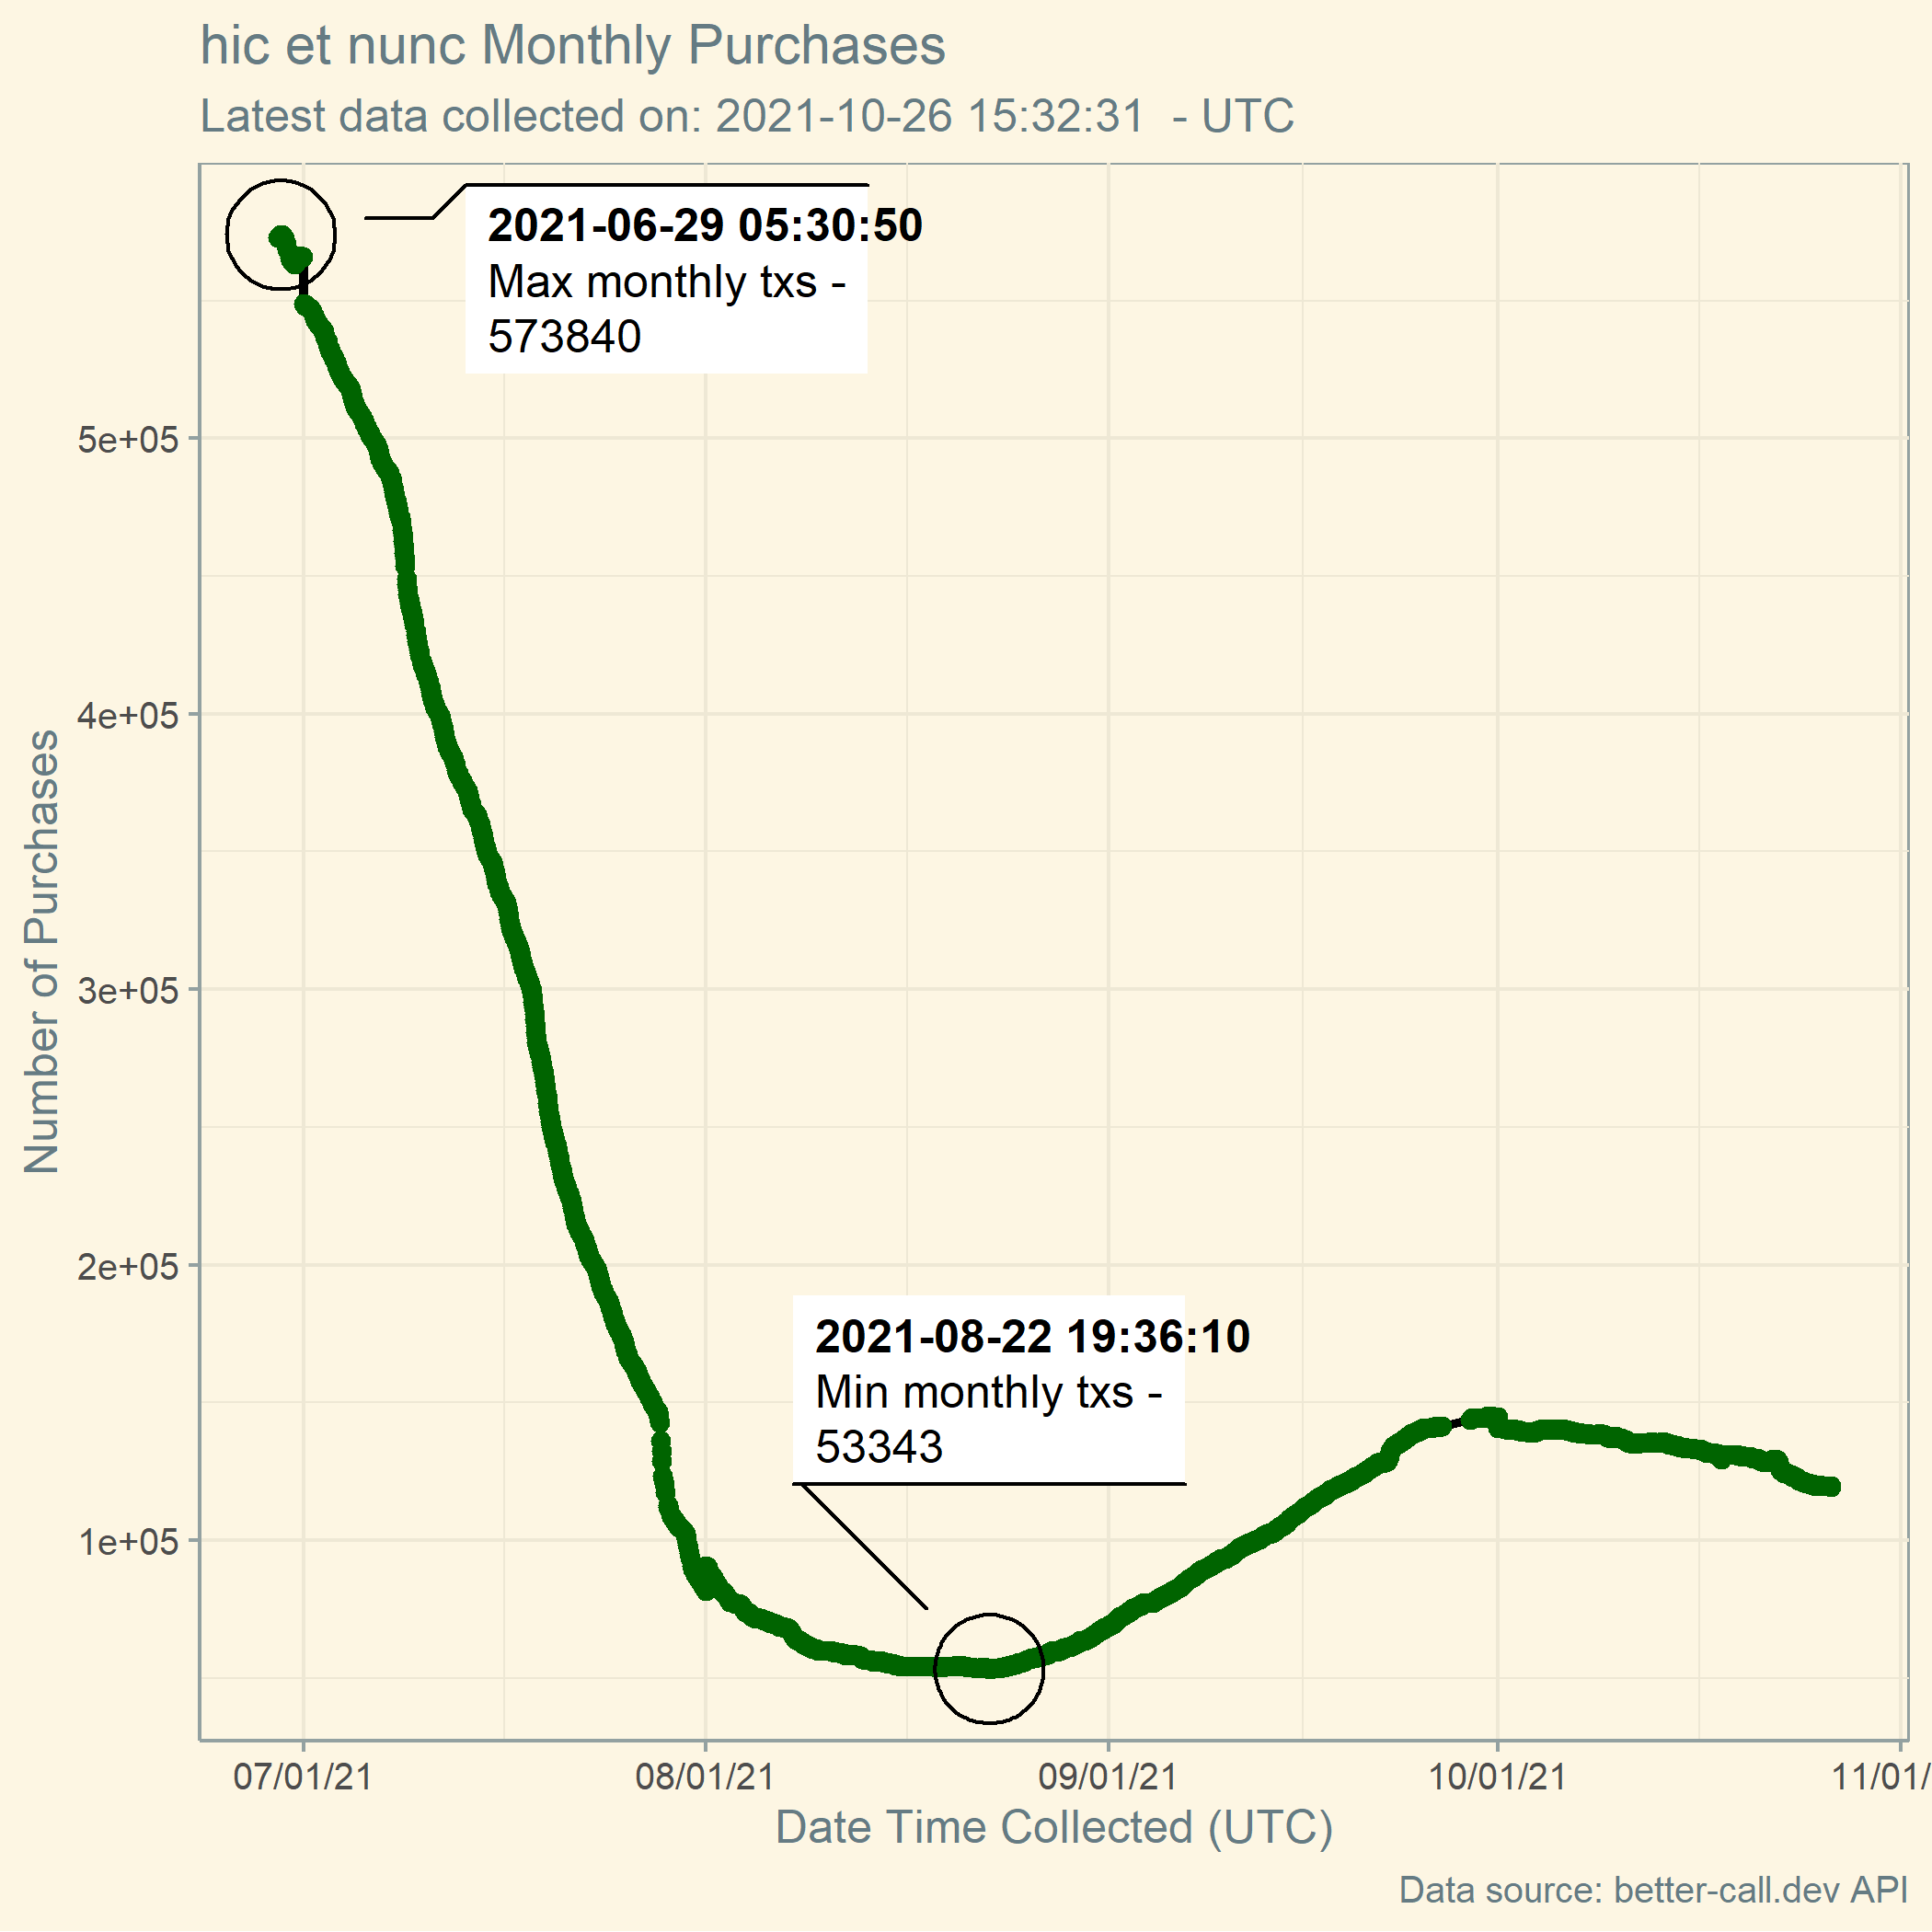 hic et nunc Monthly Purchases
Latest data collected on: 2021-10-26 15:32:31  - UTC
2021-06-29 05:30:50
Max monthly txs -
573840
5e+05
4e+05
3e+05
2e+05
1e+05
Number of Purchases
2021-08-22 19:36:10
Min monthly txs -
53343
07/01/21
08/01/21
09/01/21
10/01/21
11/01/
Date Time Collected (UTC)
Data source: better-call.dev API